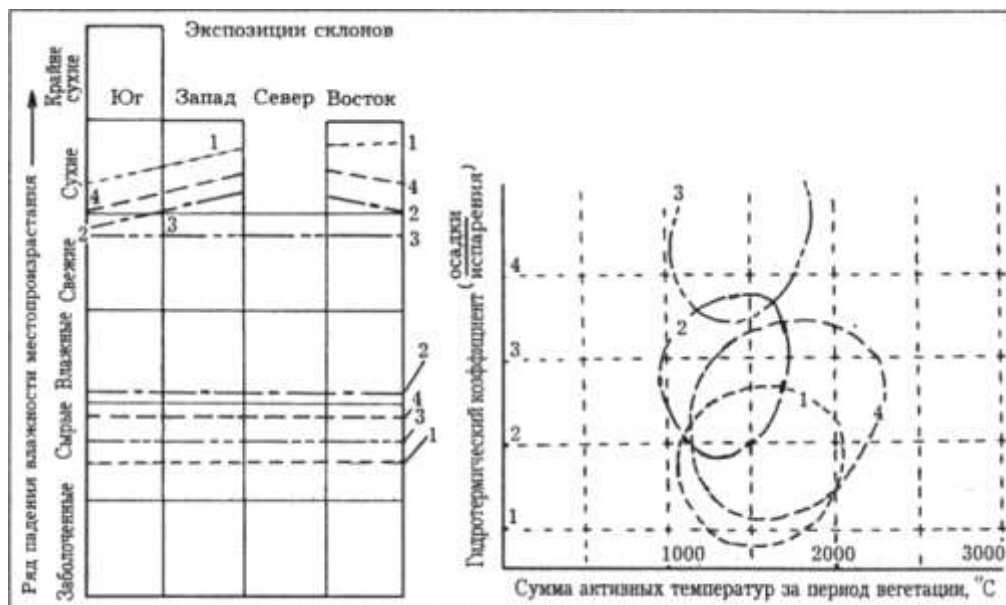 Экспозиции склонов
Юг Запад Север Восток
Ряд падения влажности местопроизрастания
Крайне
сухие
Сухие
Свежие
Влажные
Сырые
Заболоченные
1
4
2
3
1
4
2
3
2
4
3
1
Гидротермический коэффициент (осадки
испарения)
4
3
2
1
3
2
1
4
1000 2000 3000
Сумма активных температур за период вегетации, °С